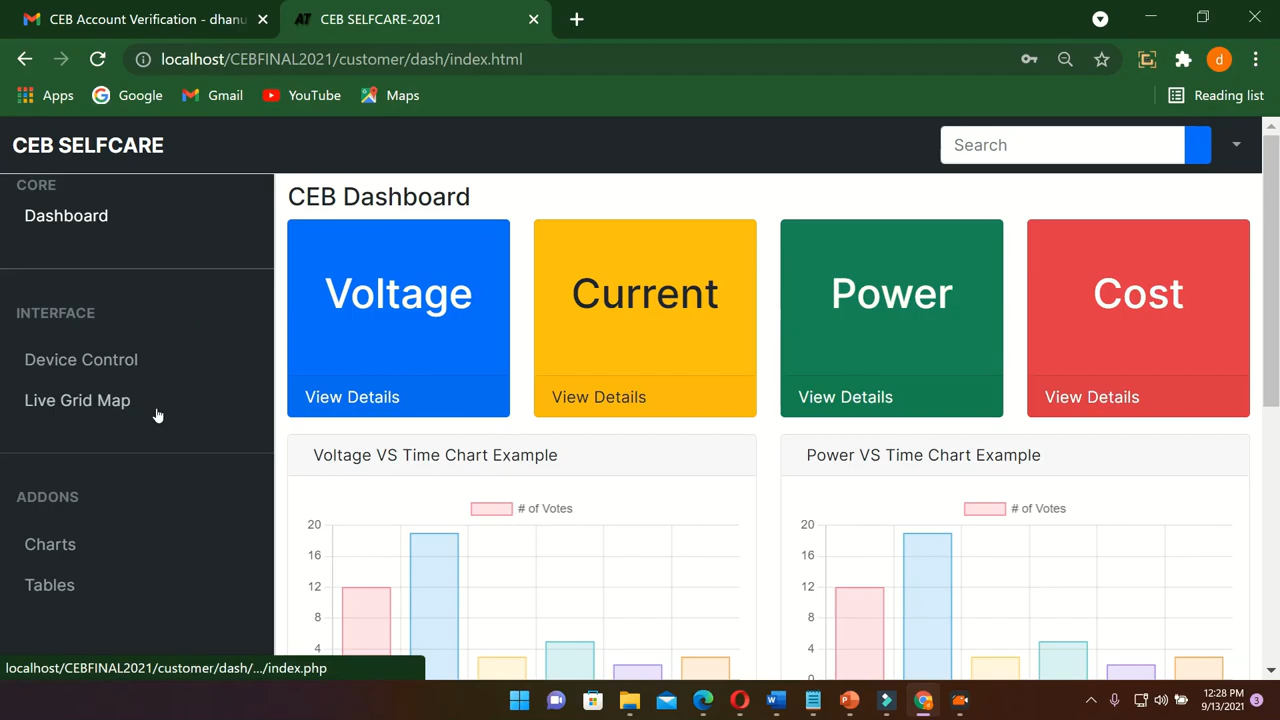 CEB Account Verification - dhanu
CEB SELFCARE-2021
localhost/CEBFINAL2021/customer/dash/index.html
d
Apps
Google
Gmail
YouTube
Maps
Reading list
CEB SELFCARE
Search
CORE
Dashboard
INTERFACE
Device Control
Live Grid Map
ADDONS
Charts
Tables
CEB Dashboard
Voltage
View Details
Current
View Details
Power
View Details
Cost
View Details
Voltage VS Time Chart Example
# of Votes
20
16
12
8
4
Power VS Time Chart Example
# of Votes
20
16
12
8
4
0
localhost/CEBFINAL2021/customer/dash/.../index.php
12:28 PM
9/13/2021
3